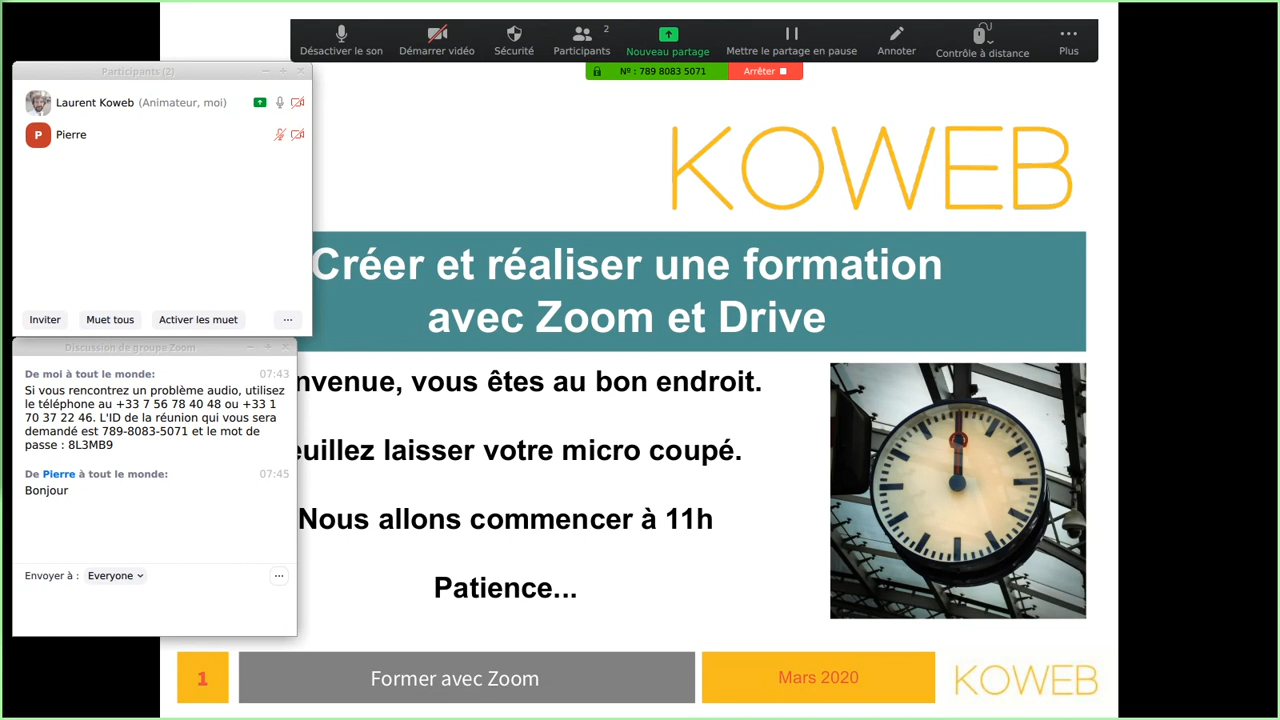 Désactiver le son
Démarrer vidéo
Sécurité
Participants
2
Nouveau partage
Mettre le partage en pause
Annoter
Contrôle à distance
Plus
Nº : 789 8083 5071
Arrêter
Participants (2)
Laurent Koweb (Animateur, moi)
P Pierre
Inviter
Muet tous
Activer les muet
...
KOWEB
Créer et réaliser une formation
avec Zoom et Drive
Discussion de groupe Zoom
De moi à tout le monde: 07:43
Si vous rencontrez un problème audio, utilisez
le téléphone au +33 7 56 78 40 48 ou +33 1
70 37 22 46. L'ID de la réunion qui vous sera
demandé est 789-8083-5071 et le mot de
passe : 8L3MB9
De Pierre à tout le monde: 07:45
Bonjour
Envoyer à : Everyone
...
nvenue, vous êtes au bon endroit.
euillez laisser votre micro coupé.
Nous allons commencer à 11h
Patience...
1
Former avec Zoom
Mars 2020
KOWEB